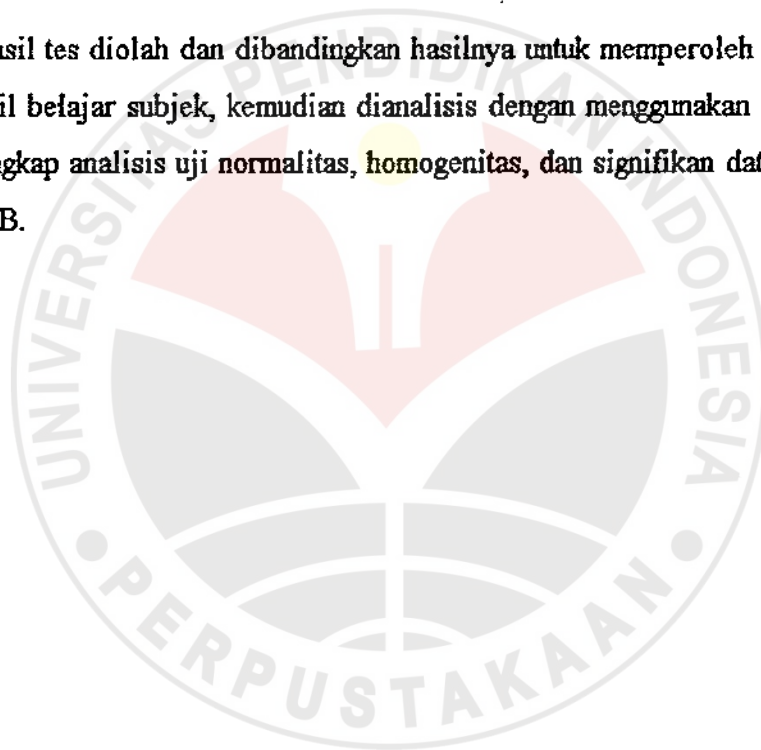 asil tes diolah dan dibandingkan hasilnya untuk memperoleh
il belajar subjek, kemudian dianalisis dengan menggunakan
gkap analisis uji normalitas, homogenitas, dan signifikan dat
B.
UNIVERSITAS PENDIDIKAN INDONESIA
PERPUSTAKAAN